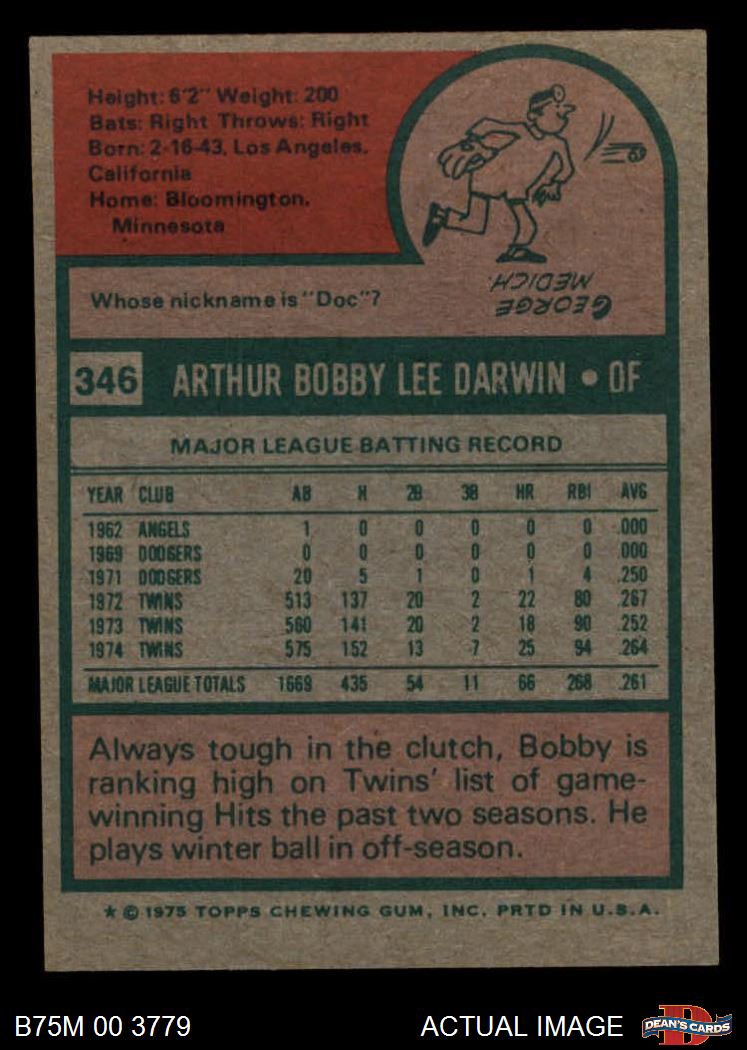 Height: 6'2" Weight: 200
Bats: Right Throws: Right
Born: 2-16-43, Los Angeles,
California
Home: Bloomington,
Minnesota
Whose nickname is "Doc"?
GEORGE
MEDICH.
346 ARTHUR BOBBY LEE DARWIN • OF
MAJOR LEAGUE BATTING RECORD
YEAR CLUB AB H 2B 3B HR RBI AVG
1962 ANGELS 1 0 0 0 0 0 .000
1969 DODGERS 0 0 0 0 0 0 .000
1971 DODGERS 20 5 1 0 1 4 .250
1972 TWINS 513 137 20 2 22 80 .267
1973 TWINS 560 141 20 2 18 90 .252
1974 TWINS 575 152 13 7 25 94 .264
MAJOR LEAGUE TOTALS 1669 435 54 11 66 268 .261
Always tough in the clutch, Bobby is
ranking high on Twins' list of game-
winning Hits the past two seasons. He
plays winter ball in off-season.
★ © 1975 TOPPS CHEWING GUM, INC. PRTD IN U.S.A.
B75M 00 3779 ACTUAL IMAGE DEAN'S CARDS